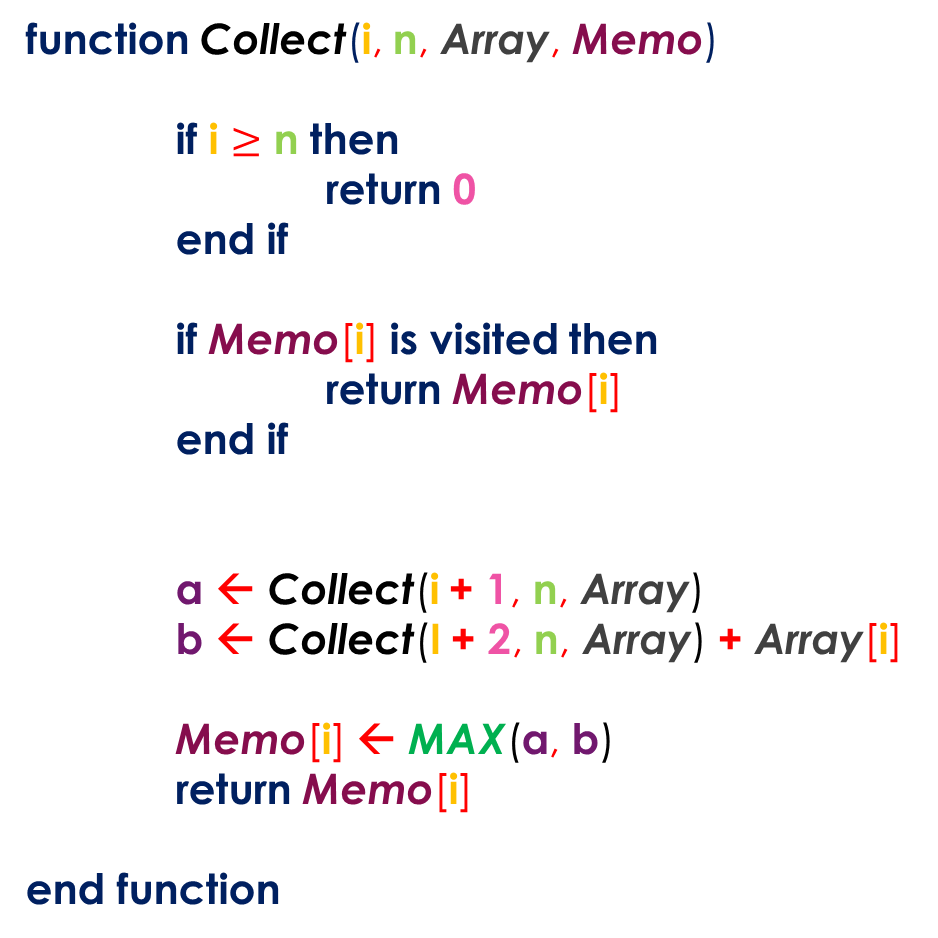 function Collect(i, n, Array, Memo)
if i ≥ n then
return 0
end if
if Memo[i] is visited then
return Memo[i]
end if
a ← Collect(i + 1, n, Array)
b ← Collect(I + 2, n, Array) + Array[i]
Memo[i] ← MAX(a, b)
return Memo[i]
end function